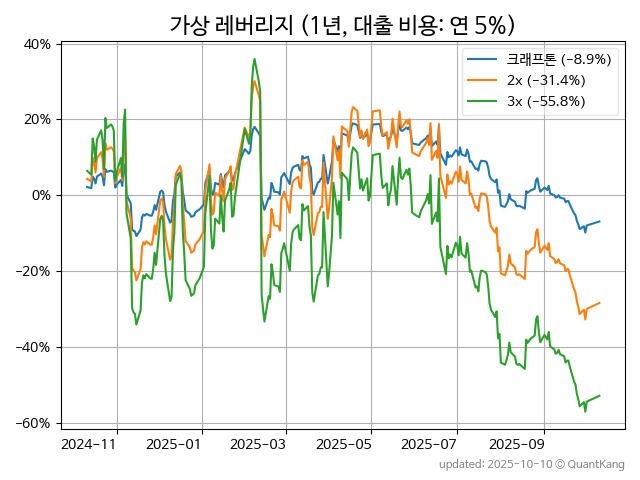 가상 레버리지 (1년, 대출 비용: 연 5%)
크래프톤 (−8.9%)
2x (−31.4%)
3x (−55.8%)
40%
20%
0%
−20%
−40%
−60%
2024−11 2025−01 2025−03 2025−05 2025−07 2025−09
updated: 2025-10-10 © QuantKang